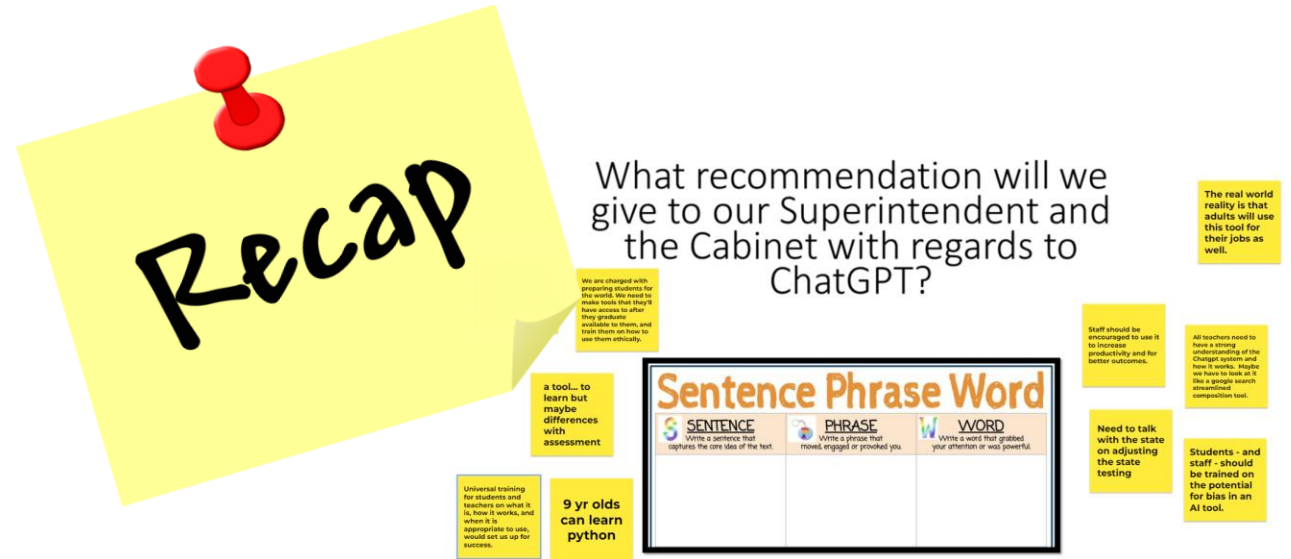 Recap
What recommendation will we
give to our Superintendent and
the Cabinet with regards to
ChatGPT?
The real world
reality is that
adults will use
this tool for
their jobs as
well.
We are charged with
preparing students for
the world. We need to
make tools that they'll
have access to after
they graduate
available to them, and
train them on how to
use them ethically.
Staff should be
encouraged to use it
to increase
productivity and for
better outcomes.
All teachers need to
have a strong
understanding of the
Chatgpt system and
how it works. Maybe
we have to look at it
like a google search
streamlined
composition tool.
a tool... to
learn but
maybe
differences
with
assessment
Sentence Phrase Word
S SENTENCE
Write a sentence that
captures the core idea of the text.
PHRASE
Write a phrase that
moved, engaged or provoked you.
W WORD
Write a word that grabbed
your attention or was powerful.
Need to talk
with the state
on adjusting
the state
testing
Students - and
staff - should
be trained on
the potential
for bias in an
AI tool.
Universal training
for students and
teachers on what it
is, how it works, and
when it is
appropriate to use,
would set us up for
success.
9 yr olds
can learn
python